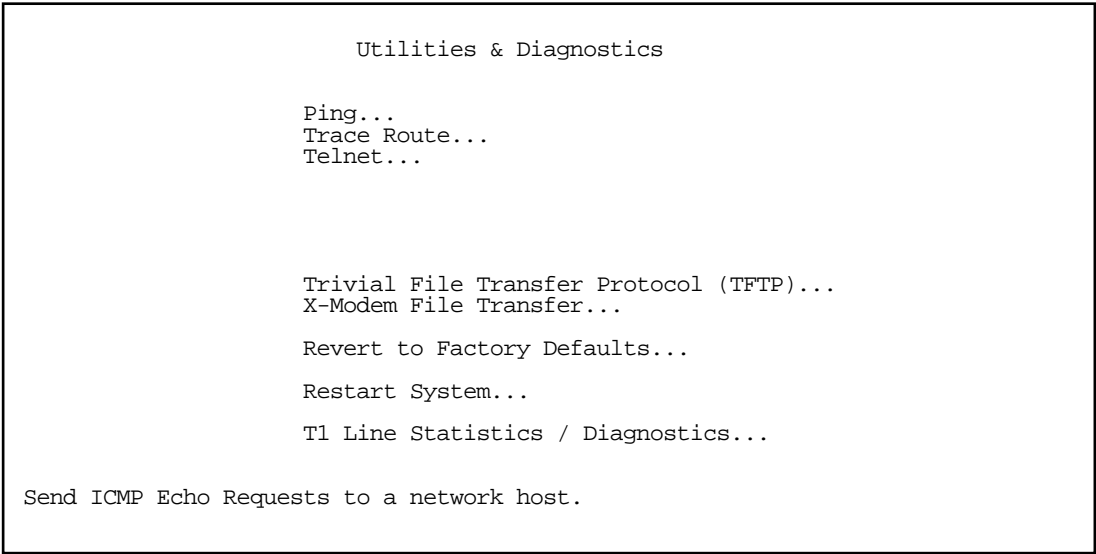 Utilities & Diagnostics
Ping...
Trace Route...
Telnet...
Trivial File Transfer Protocol (TFTP)...
X-Modem File Transfer...
Revert to Factory Defaults...
Restart System...
T1 Line Statistics / Diagnostics...
Send ICMP Echo Requests to a network host.